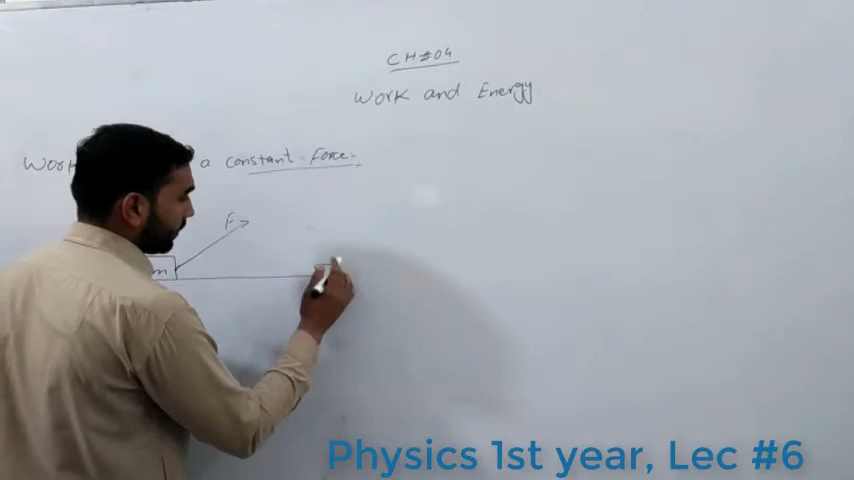 CH#04
Work and Energy
Work a constant Force:-
F
m
Physics 1st year, Lec #6